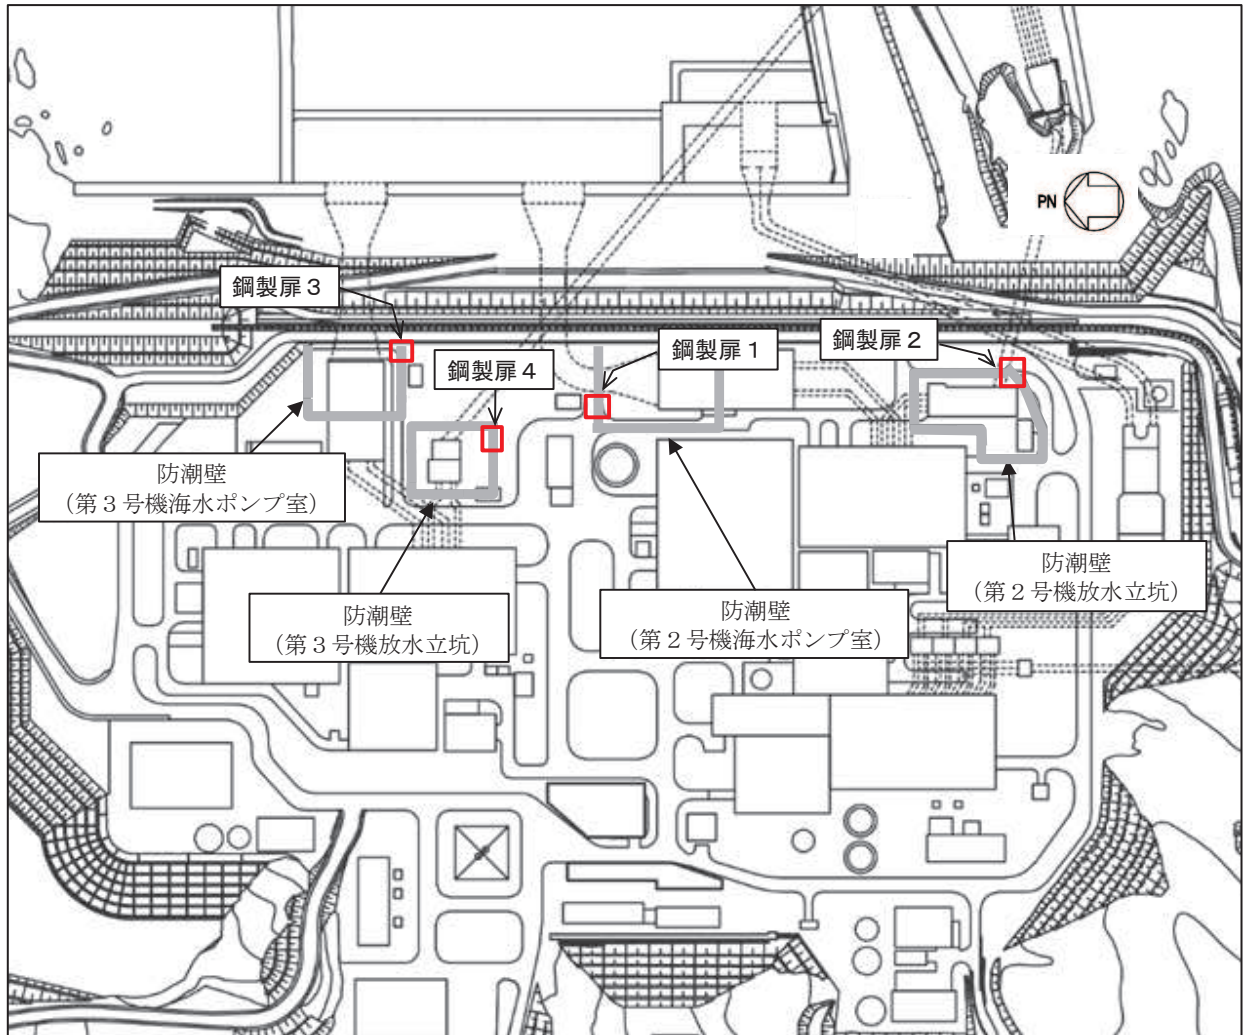 PN
鋼製扉３
鋼製扉１
鋼製扉２
鋼製扉４
防潮壁
（第３号機海水ポンプ室）
防潮壁
（第２号機放水立坑）
防潮壁
（第３号機放水立坑）
防潮壁
（第２号機海水ポンプ室）